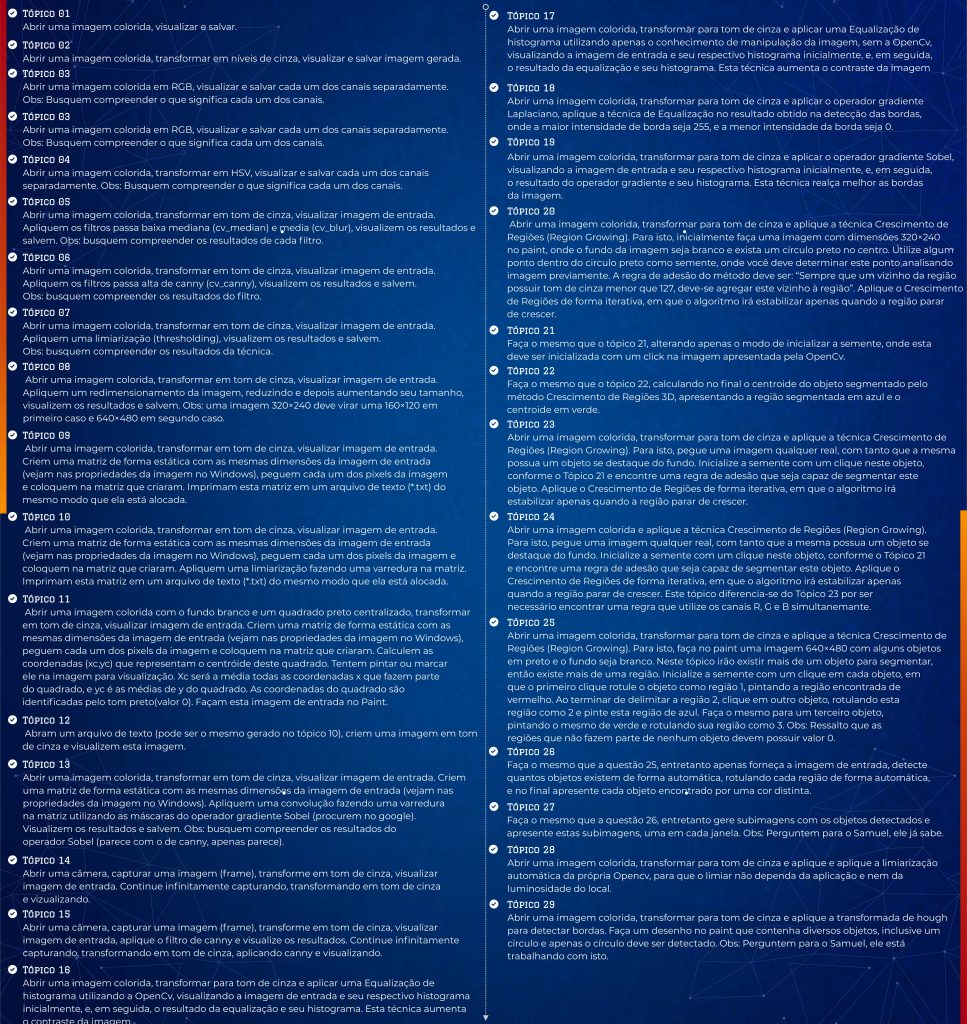 TÓPICO 01
Abrir uma imagem colorida, visualizar e salvar.
TÓPICO 02
Abrir uma imagem colorida, transformar em níveis de cinza, visualizar e salvar imagem gerada.
TÓPICO 03
Abrir uma imagem colorida em RGB, visualizar e salvar cada um dos canais separadamente.
Obs: Busquem compreender o que significa cada um dos canais.
TÓPICO 03
Abrir uma imagem colorida em RGB, visualizar e salvar cada um dos canais separadamente.
Obs: Busquem compreender o que significa cada um dos canais.
TÓPICO 04
Abrir uma imagem colorida, transformar em HSV, visualizar e salvar cada um dos canais
separadamente. Obs: Busquem compreender o que significa cada um dos canais.
TÓPICO 05
Abrir uma imagem colorida, transformar em tom de cinza, visualizar imagem de entrada.
Apliquem os filtros passa baixa mediana (cv_median) e media (cv_blur), visualizem os resultados e
salvem. Obs: busquem compreender os resultados de cada filtro.
TÓPICO 06
Abrir uma imagem colorida, transformar em tom de cinza, visualizar imagem de entrada.
Apliquem os filtros passa alta de canny (cv_canny), visualizem os resultados e salvem.
Obs: busquem compreender os resultados do filtro.
TÓPICO 07
Abrir uma imagem colorida, transformar em tom de cinza, visualizar imagem de entrada.
Apliquem uma limiarização (thresholding), visualizem os resultados e salvem.
Obs: busquem compreender os resultados da técnica.
TÓPICO 08
Abrir uma imagem colorida, transformar em tom de cinza, visualizar imagem de entrada.
Apliquem um redimensionamento da imagem, reduzindo e depois aumentando seu tamanho,
visualizem os resultados e salvem. Obs: uma imagem 320×240 deve virar uma 160×120 em
primeiro caso e 640×480 em segundo caso.
TÓPICO 09
Abrir uma imagem colorida, transformar em tom de cinza, visualizar imagem de entrada.
Criem uma matriz de forma estática com as mesmas dimensões da imagem de entrada
(vejam nas propriedades da imagem no Windows), peguem cada um dos pixels da imagem
e coloquem na matriz que criaram. Imprimam esta matriz em um arquivo de texto (*.txt) do
mesmo modo que ela está alocada.
TÓPICO 10
Abrir uma imagem colorida, transformar em tom de cinza, visualizar imagem de entrada.
Criem uma matriz de forma estática com as mesmas dimensões da imagem de entrada
(vejam nas propriedades da imagem no Windows), peguem cada um dos pixels da imagem e
coloquem na matriz que criaram. Apliquem uma limiarização fazendo uma varredura na matriz.
Imprimam esta matriz em um arquivo de texto (*.txt) do mesmo modo que ela está alocada.
TÓPICO 11
Abrir uma imagem colorida com o fundo branco e um quadrado preto centralizado, transformar
em tom de cinza, visualizar imagem de entrada. Criem uma matriz de forma estática com as
mesmas dimensões da imagem de entrada (vejam nas propriedades da imagem no Windows),
peguem cada um dos pixels da imagem e coloquem na matriz que criaram. Calculem as
coordenadas (xc,yc) que representam o centróide deste quadrado. Tentem pintar ou marcar
ele na imagem para visualização. Xc será a média todas as coordenadas x que fazem parte
do quadrado, e yc é as médias de y do quadrado. As coordenadas do quadrado são
identificadas pelo tom preto(valor 0). Façam esta imagem de entrada no Paint.
TÓPICO 12
Abram um arquivo de texto (pode ser o mesmo gerado no tópico 10), criem uma imagem em tom
de cinza e visualizem esta imagem.
TÓPICO 13
Abrir uma imagem colorida, transformar em tom de cinza, visualizar imagem de entrada. Criem
uma matriz de forma estática com as mesmas dimensões da imagem de entrada (vejam nas
propriedades da imagem no Windows). Apliquem uma convolução fazendo uma varredura
na matriz utilizando as máscaras do operador gradiente Sobel (procurem no google).
Visualizem os resultados e salvem. Obs: busquem compreender os resultados do
operador Sobel (parece com o de canny, apenas parece).
TÓPICO 14
Abrir uma câmera, capturar uma imagem (frame), transforme em tom de cinza, visualizar
imagem de entrada. Continue infinitamente capturando, transformando em tom de cinza
e vizualizando.
TÓPICO 15
Abrir uma câmera, capturar uma imagem (frame), transforme em tom de cinza, visualizar
imagem de entrada, aplique o filtro de canny e visualize os resultados. Continue infinitamente
capturando, transformando em tom de cinza, aplicando canny e visualizando.
TÓPICO 16
Abrir uma imagem colorida, transformar para tom de cinza e aplicar uma Equalização de
histograma utilizando a OpenCv, visualizando a imagem de entrada e seu respectivo histograma
inicialmente, e, em seguida, o resultado da equalização e seu histograma. Esta técnica aumenta
o contraste da imagem
TÓPICO 17
Abrir uma imagem colorida, transformar para tom de cinza e aplicar uma Equalização de
histograma utilizando apenas o conhecimento de manipulação da imagem, sem a OpenCv,
visualizando a imagem de entrada e seu respectivo histograma inicialmente, e, em seguida,
o resultado da equalização e seu histograma. Esta técnica aumenta o contraste da imagem
TÓPICO 18
Abrir uma imagem colorida, transformar para tom de cinza e aplicar o operador gradiente
Laplaciano, aplique a técnica de Equalização no resultado obtido na detecção das bordas,
onde a maior intensidade de borda seja 255, e a menor intensidade da borda seja 0.
TÓPICO 19
Abrir uma imagem colorida, transformar para tom de cinza e aplicar o operador gradiente Sobel,
visualizando a imagem de entrada e seu respectivo histograma inicialmente, e, em seguida,
o resultado do operador gradiente e seu histograma. Esta técnica realça melhor as bordas
da imagem.
TÓPICO 20
Abrir uma imagem colorida, transformar para tom de cinza e aplique a técnica Crescimento de
Regiões (Region Growing). Para isto, inicialmente faça uma imagem com dimensões 320×240
no paint, onde o fundo da imagem seja branco e exista um círculo preto no centro. Utilize algum
ponto dentro do circulo preto como semente, onde você deve determinar este ponto,analisando
imagem previamente. A regra de adesão do método deve ser: “Sempre que um vizinho da região
possuir tom de cinza menor que 127, deve-se agregar este vizinho à região”. Aplique o Crescimento
de Regiões de forma iterativa, em que o algoritmo irá estabilizar apenas quando a região parar
de crescer.
TÓPICO 21
Faça o mesmo que o tópico 21, alterando apenas o modo de inicializar a semente, onde esta
deve ser inicializada com um click na imagem apresentada pela OpenCv.
TÓPICO 22
Faça o mesmo que o tópico 22, calculando no final o centroide do objeto segmentado pelo
método Crescimento de Regiões 3D, apresentando a região segmentada em azul e o
centroide em verde.
TÓPICO 23
Abrir uma imagem colorida, transformar para tom de cinza e aplique a técnica Crescimento de
Regiões (Region Growing). Para isto, pegue uma imagem qualquer real, com tanto que a mesma
possua um objeto se destaque do fundo. Inicialize a semente com um clique neste objeto,
conforme o Tópico 21 e encontre uma regra de adesão que seja capaz de segmentar este
objeto. Aplique o Crescimento de Regiões de forma iterativa, em que o algoritmo irá
estabilizar apenas quando a região parar de crescer.
TÓPICO 24
Abrir uma imagem colorida e aplique a técnica Crescimento de Regiões (Region Growing).
Para isto, pegue uma imagem qualquer real, com tanto que a mesma possua um objeto se
destaque do fundo. Inicialize a semente com um clique neste objeto, conforme o Tópico 21
e encontre uma regra de adesão que seja capaz de segmentar este objeto. Aplique o
Crescimento de Regiões de forma iterativa, em que o algoritmo irá estabilizar apenas
quando a região parar de crescer. Este tópico diferencia-se do Tópico 23 por ser
necessário encontrar uma regra que utilize os canais R, G e B simultanemante.
TÓPICO 25
Abrir uma imagem colorida, transformar para tom de cinza e aplique a técnica Crescimento de
Regiões (Region Growing). Para isto, faça no paint uma imagem 640×480 com alguns objetos
em preto e o fundo seja branco. Neste tópico irão existir mais de um objeto para segmentar,
então existe mais de uma região. Inicialize a semente com um clique em cada objeto, em
que o primeiro clique rotule o objeto como região 1, pintando a região encontrada de
vermelho. Ao terminar de delimitar a região 2, clique em outro objeto, rotulando esta
região como 2 e pinte esta região de azul. Faça o mesmo para um terceiro objeto,
pintando o mesmo de verde e rotulando sua região como 3. Obs: Ressalto que as
regiões que não fazem parte de nenhum objeto devem possuir valor 0.
TÓPICO 26
Faça o mesmo que a questão 25, entretanto apenas forneça a imagem de entrada, detecte
quantos objetos existem de forma automática, rotulando cada região de forma automática,
e no final apresente cada objeto encontrado por uma cor distinta.
TÓPICO 27
Faça o mesmo que a questão 26, entretanto gere subimagens com os objetos detectados e
apresente estas subimagens, uma em cada janela. Obs: Perguntem para o Samuel, ele já sabe.
TÓPICO 28
Abrir uma imagem colorida, transformar para tom de cinza e aplique e aplique a limiarização
automática da própria Opencv, para que o limiar não dependa da aplicação e nem da
luminosidade do local.
TÓPICO 29
Abrir uma imagem colorida, transformar para tom de cinza e aplique a transformada de hough
para detectar bordas. Faça um desenho no paint que contenha diversos objetos, inclusive um
círculo e apenas o círculo deve ser detectado. Obs: Perguntem para o Samuel, ele está
trabalhando com isto.